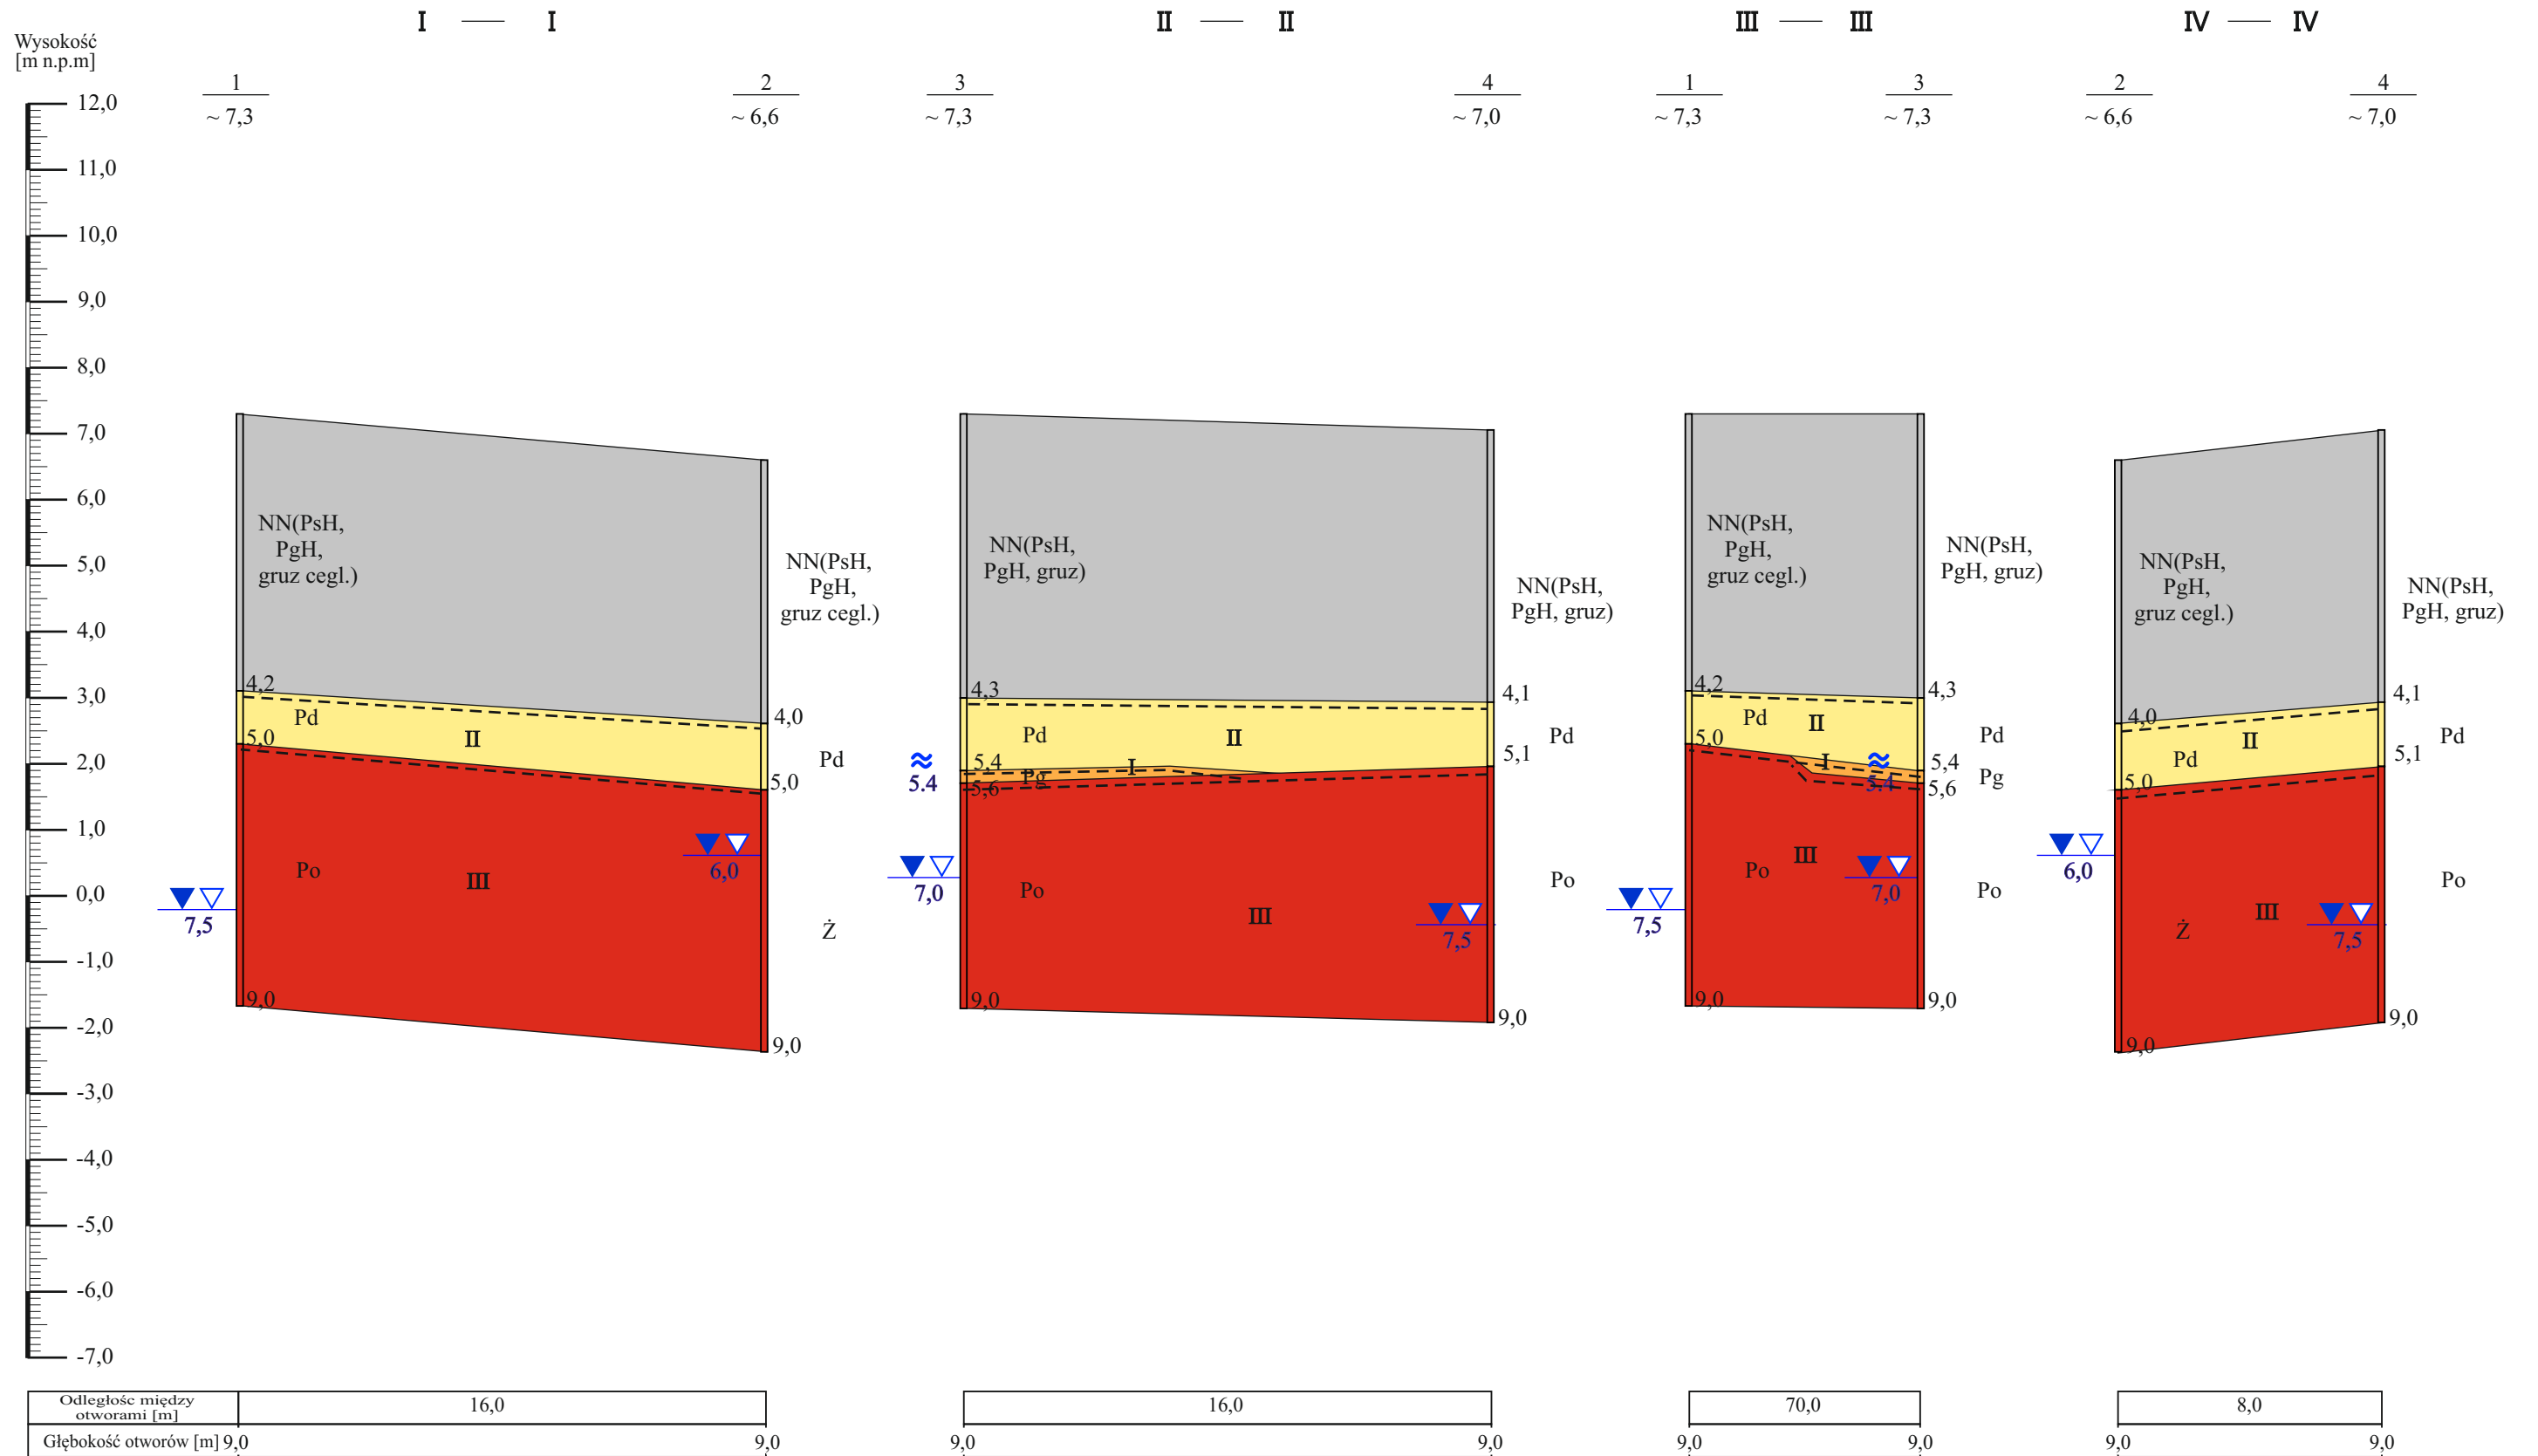 I — I
II — II
III — III
IV — IV
Wysokość
[m n.p.m]
1
~ 7,3
2
~ 6,6
3
~ 7,3
4
~ 7,0
1
~ 7,3
3
~ 7,3
2
~ 6,6
4
~ 7,0
12,0
11,0
10,0
9,0
8,0
7,0
6,0
5,0
4,0
3,0
2,0
1,0
0,0
-1,0
-2,0
-3,0
-4,0
-5,0
-6,0
-7,0
NN(PsH,
PgH,
gruz cegl.)
4,2
Pd
II
5,0
Po
III
7,5
9,0
NN(PsH,
PgH,
gruz cegl.)
4,0
Pd
5,0
6,0
Ż
9,0
NN(PsH,
PgH, gruz)
4,3
Pd
II
5,4
5.4
Pg
I
5,6
7,0
Po
III
9,0
NN(PsH,
PgH, gruz)
4,1
Pd
5,1
Po
7,5
9,0
NN(PsH,
PgH,
gruz cegl.)
4,2
Pd
II
5,0
I
Po
III
7,5
9,0
NN(PsH,
PgH, gruz)
4,3
Pd
5,4
5.4
Pg
5,6
7,0
Po
9,0
NN(PsH,
PgH,
gruz cegl.)
4,0
Pd
II
5,0
6,0
Ż
III
9,0
NN(PsH,
PgH, gruz)
4,1
Pd
5,1
Po
7,5
9,0
Odległośc między
otworami [m]
16,0
16,0
70,0
8,0
Głębokość otworów [m] 9,0
9,0
9,0
9,0
9,0
9,0
9,0
9,0